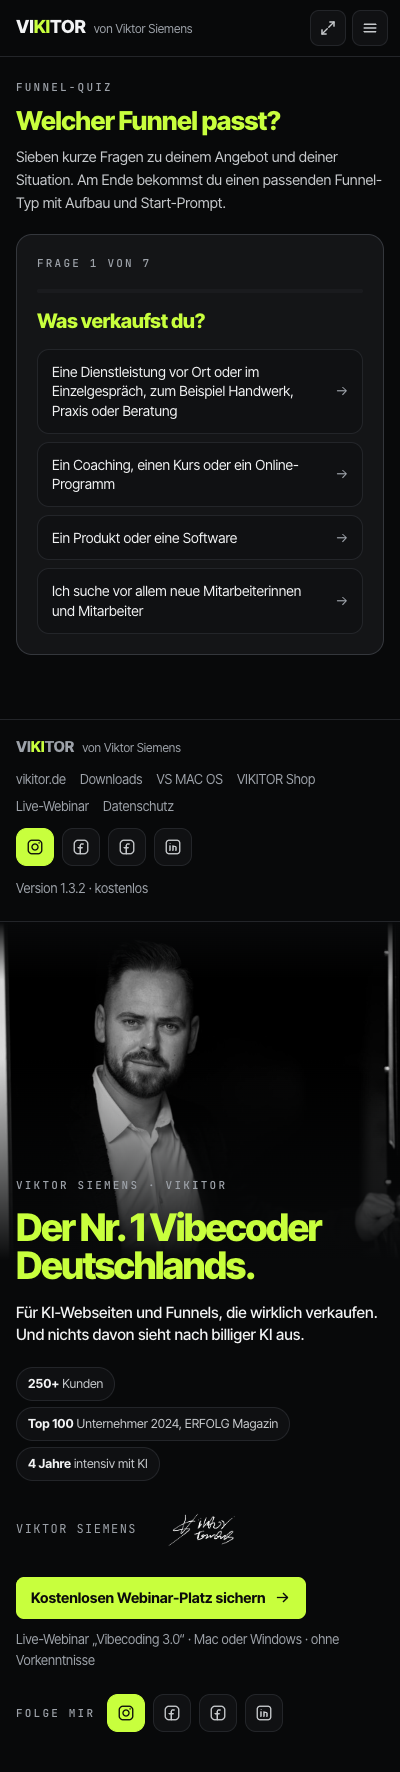 VIKITOR von Viktor Siemens
FUNNEL-QUIZ
Welcher Funnel passt?
Sieben kurze Fragen zu deinem Angebot und deiner
Situation. Am Ende bekommst du einen passenden Funnel-
Typ mit Aufbau und Start-Prompt.
FRAGE 1 VON 7
Was verkaufst du?
Eine Dienstleistung vor Ort oder im
Einzelgespräch, zum Beispiel Handwerk,
Praxis oder Beratung
Ein Coaching, einen Kurs oder ein Online-
Programm
Ein Produkt oder eine Software
Ich suche vor allem neue Mitarbeiterinnen
und Mitarbeiter
VIKITOR von Viktor Siemens
vikitor.de Downloads VS MAC OS VIKITOR Shop
Live-Webinar Datenschutz
Version 1.3.2 · kostenlos
VIKTOR SIEMENS · VIKITOR
Der Nr. 1 Vibecoder
Deutschlands.
Für KI-Webseiten und Funnels, die wirklich verkaufen.
Und nichts davon sieht nach billiger KI aus.
250+ Kunden
Top 100 Unternehmer 2024, ERFOLG Magazin
4 Jahre intensiv mit KI
VIKTOR SIEMENS
Kostenlosen Webinar-Platz sichern →
Live-Webinar „Vibecoding 3.0“ · Mac oder Windows · ohne
Vorkenntnisse
FOLGE MIR